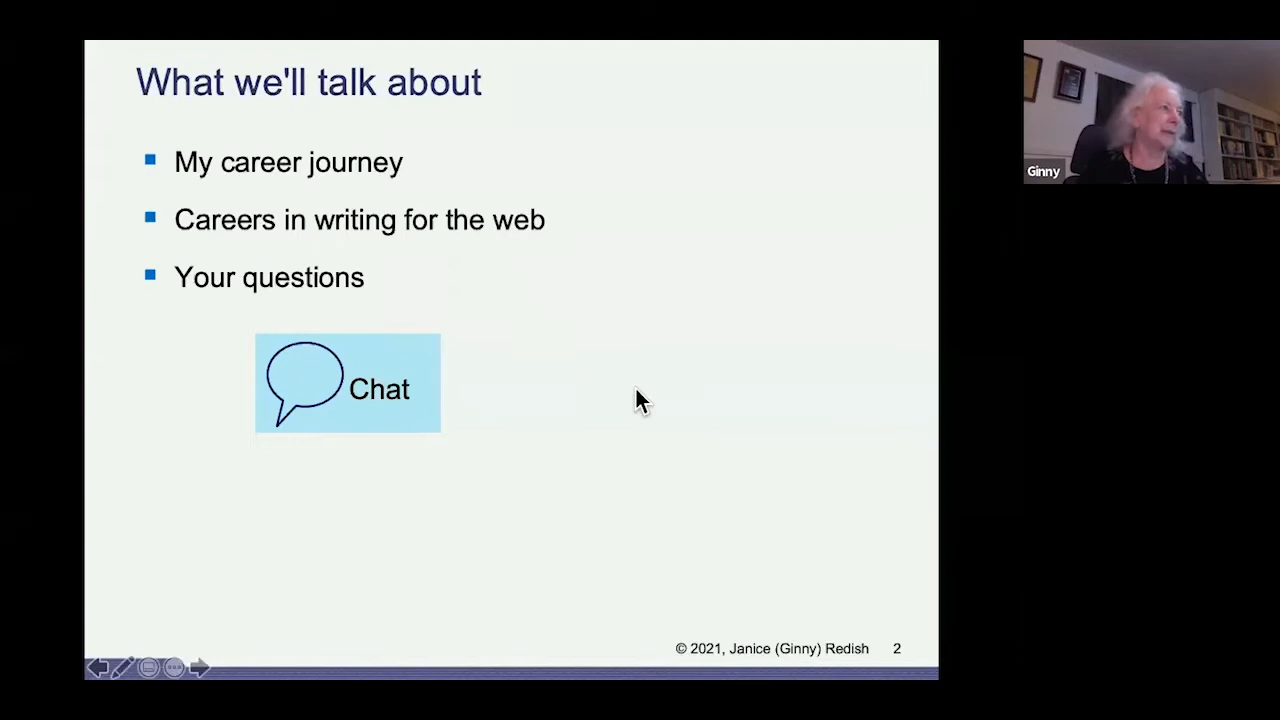 What we'll talk about
My career journey
Careers in writing for the web
Your questions
Chat
© 2021, Janice (Ginny) Redish 2
Ginny